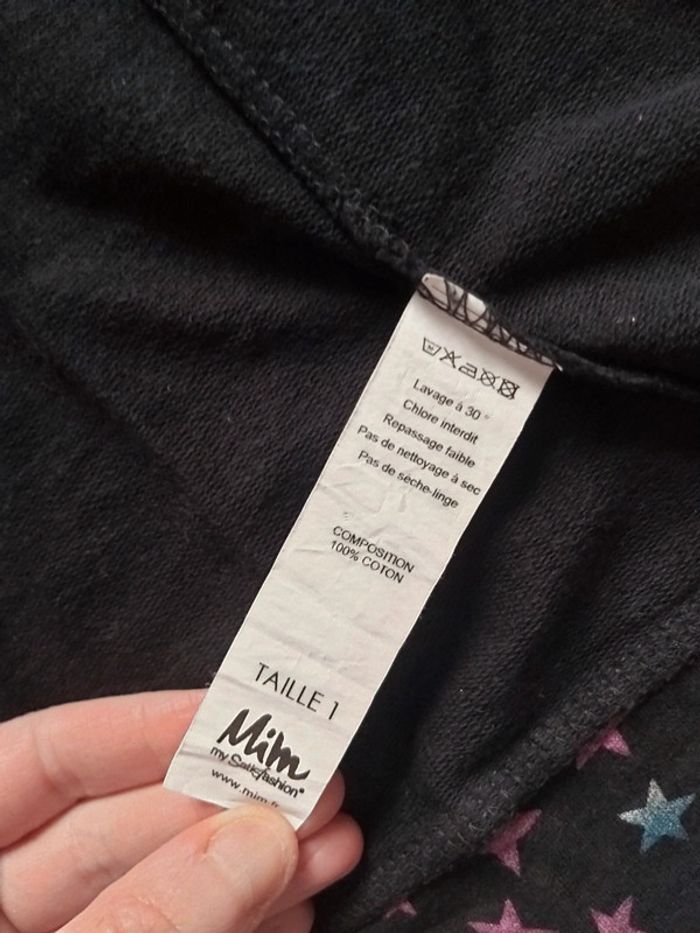 Lavage à 30 °
Chlore interdit
Repassage faible
Pas de nettoyage à sec
Pas de sèche-linge
COMPOSITION
100% COTON
TAILLE 1
Mim
my Satisfashion®
www.mim.fr